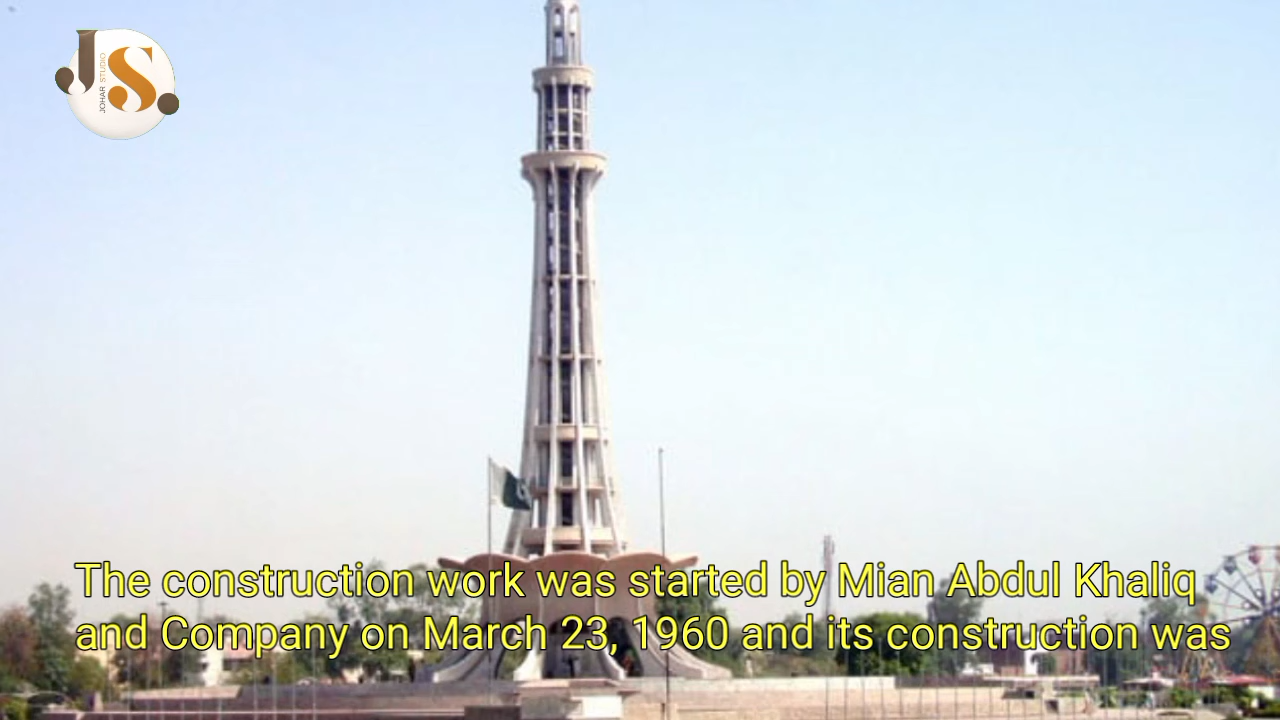 JS.
JOHAR STUDIO
The construction work was started by Mian Abdul Khaliq
and Company on March 23, 1960 and its construction was